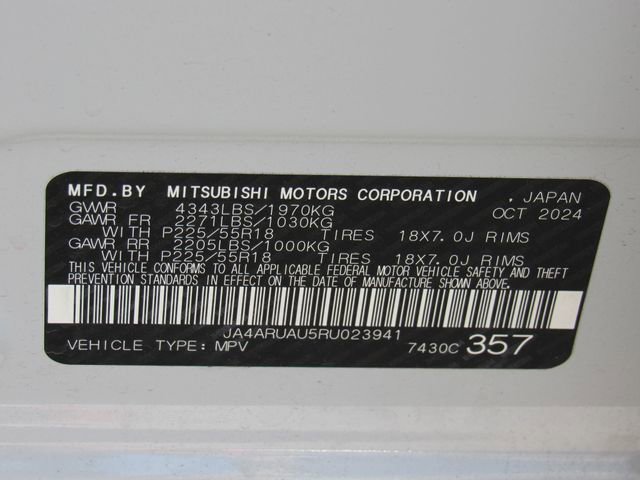 MFD.BY MITSUBISHI MOTORS CORPORATION , JAPAN
GVWR 4343LBS/1970KG OCT 2024
GAWR FR 2271LBS/1030KG
WITH P225/55R18 TIRES 18X7.0J RIMS
GAWR RR 2205LBS/1000KG
WITH P225/55R18 TIRES 18X7.0J RIMS
THIS VEHICLE CONFORMS TO ALL APPLICABLE FEDERAL MOTOR VEHICLE SAFETY AND THEFT
PREVENTION STANDARDS IN EFFECT ON THE DATE OF MANUFACTURE SHOWN ABOVE.
JA4ARUAU5RU023941
VEHICLE TYPE: MPV 7430C 357